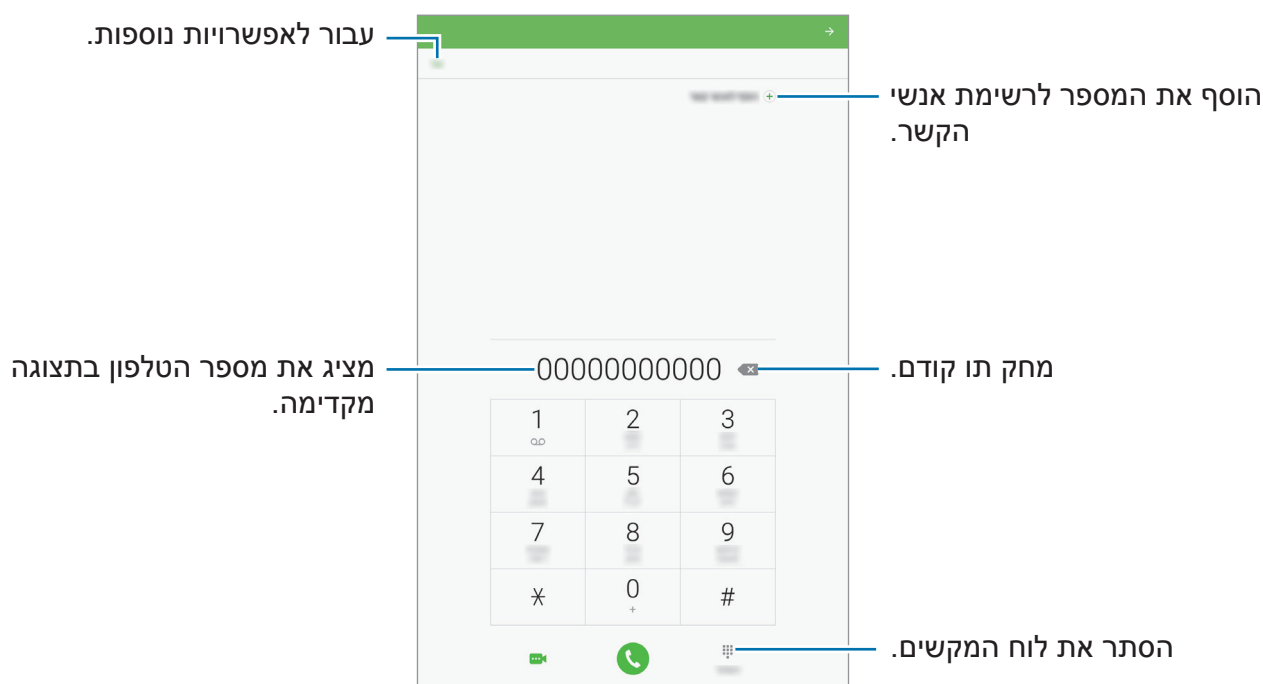 עבור לאפשרויות נוספות.
הוסף את המספר לרשימת אנשי
הקשר.
מציג את מספר הטלפון בתצוגה
מקדימה.
00000000000
מחק תו קודם.
1 2 3
4 5 6
7 8 9
* 0 #
+
הסתר את לוח המקשים.